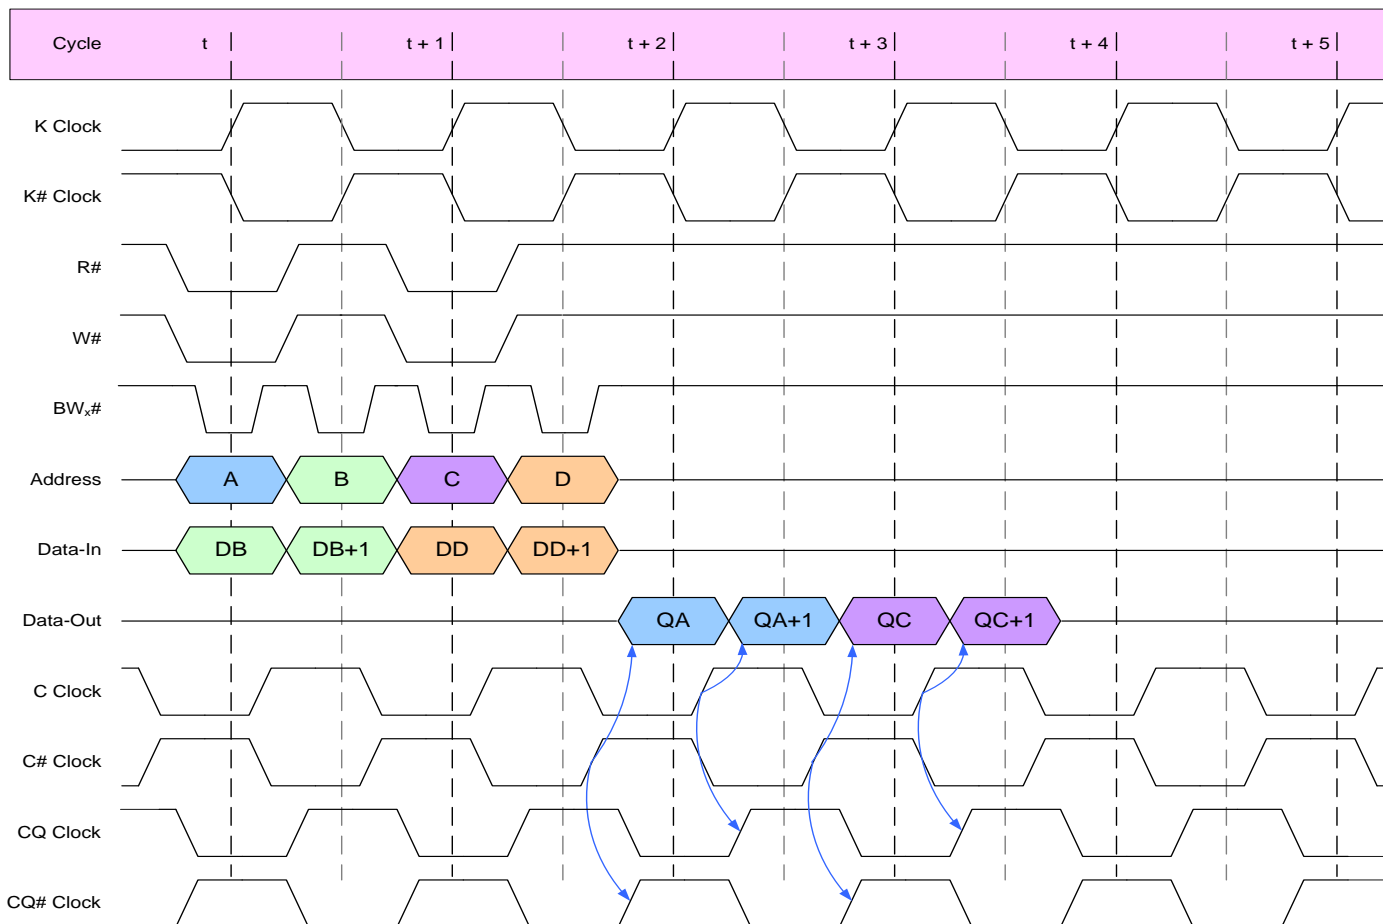 Cycle t t + 1 t + 2 t + 3 t + 4 t + 5
K Clock
K# Clock
R#
W#
BWₓ#
Address A B C D
Data-In DB DB+1 DD DD+1
Data-Out QA QA+1 QC QC+1
C Clock
C# Clock
CQ Clock
CQ# Clock